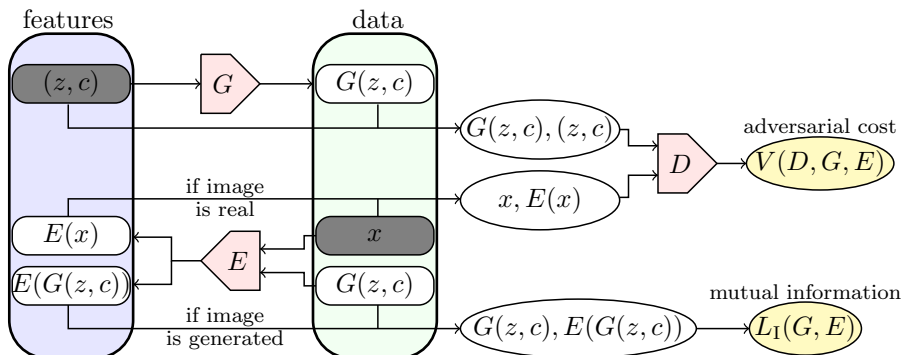 features
data
(z, c)
G
G(z, c)
G(z, c), (z, c)
adversarial cost
D
V(D, G, E)
if image
is real
x, E(x)
E(x)
E
x
E(G(z, c))
G(z, c)
if image
is generated
G(z, c), E(G(z, c))
mutual information
L_I(G, E)